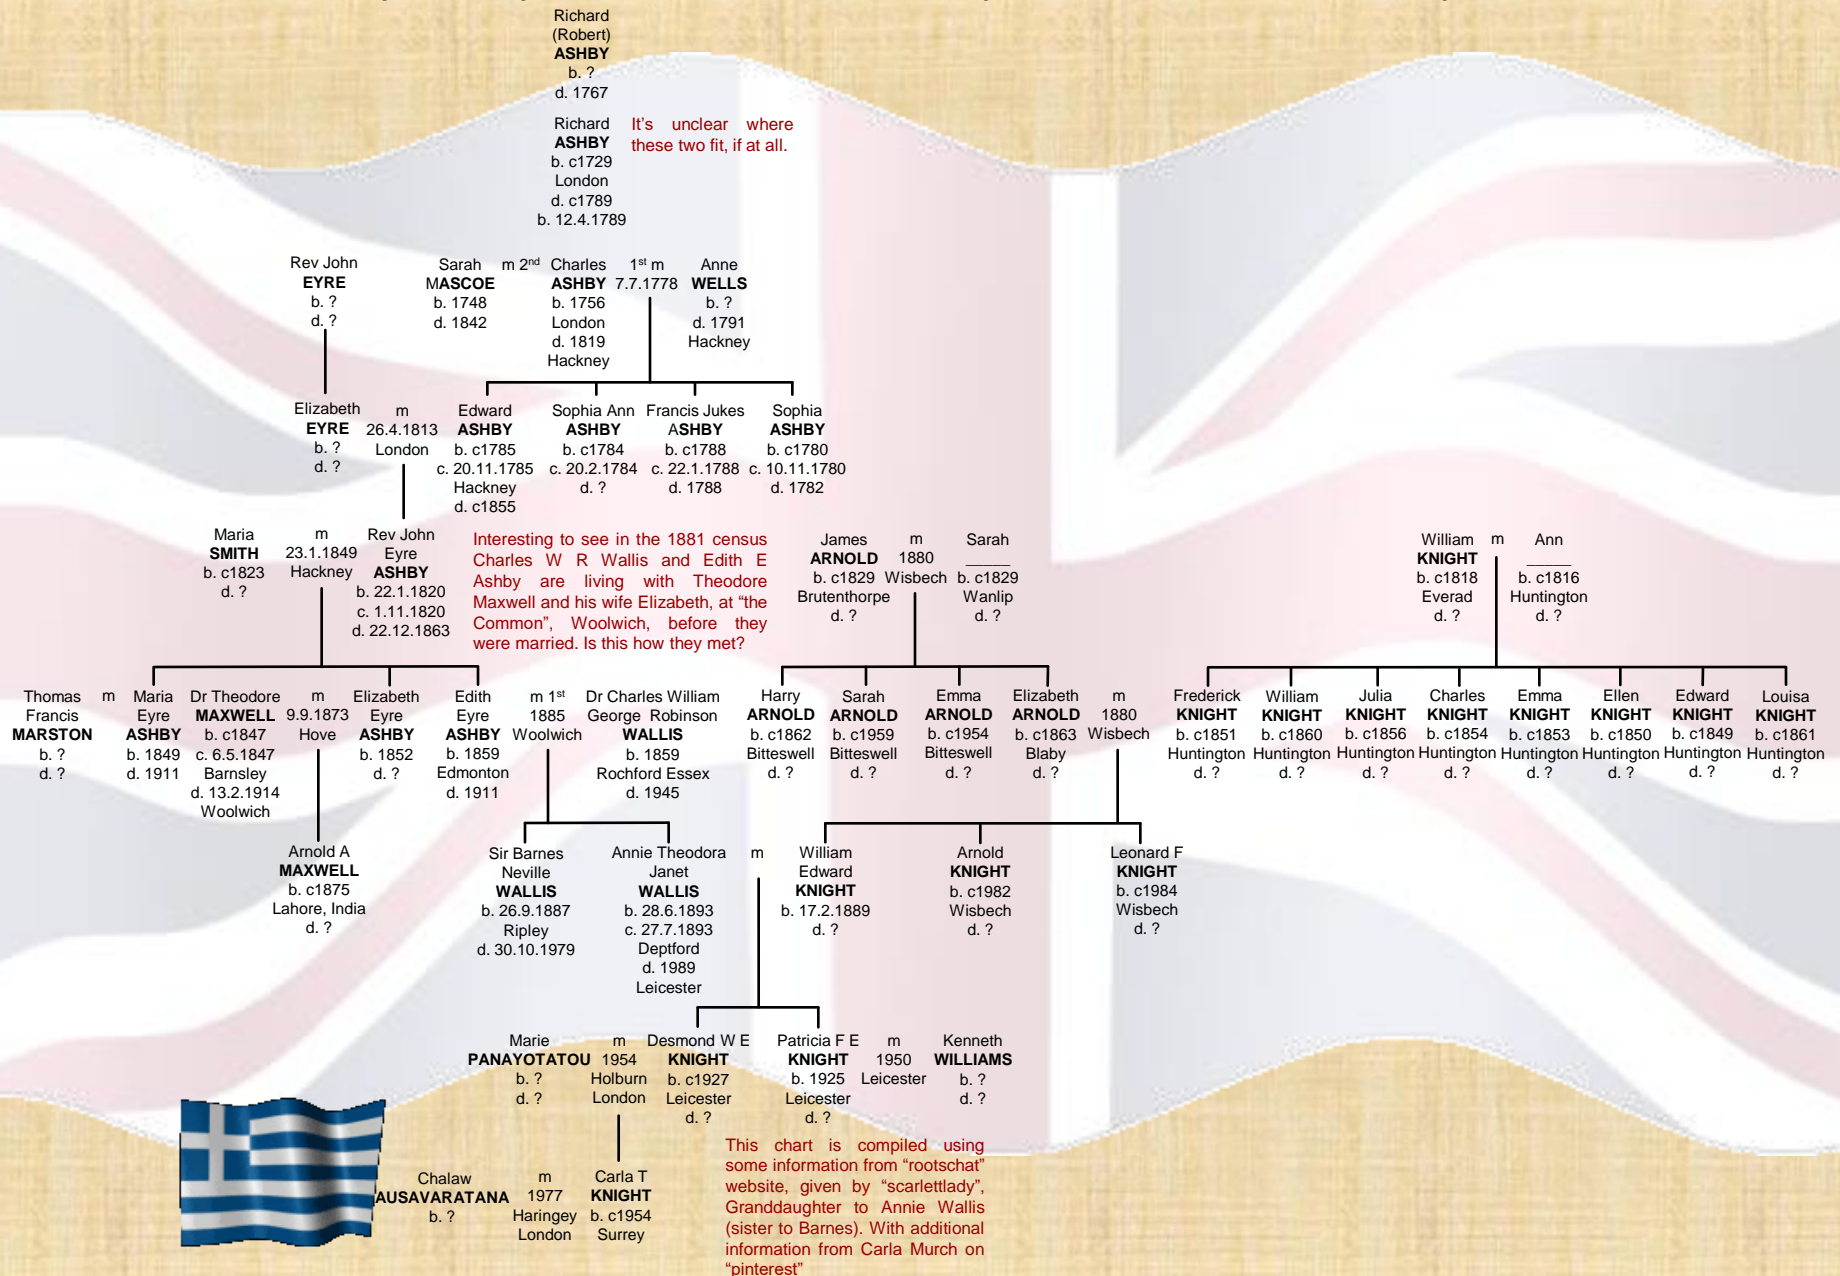 Richard
(Robert)
ASHBY
b. ?
d. 1767
Richard
ASHBY
b. c1729
London
d. c1789
b. 12.4.1789
It's unclear where
these two fit, if at all.
Rev John
EYRE
b. ?
d. ?
Sarah
MASCOE
b. 1748
d. 1842
m 2nd
Charles
ASHBY
b. 1756
London
d. 1819
Hackney
1st m
7.7.1778
Anne
WELLS
b. ?
d. 1791
Hackney
Elizabeth
EYRE
b. ?
d. ?
m
26.4.1813
London
Edward
ASHBY
b. c1785
c. 20.11.1785
Hackney
d. c1855
Sophia Ann
ASHBY
b. c1784
c. 20.2.1784
d. ?
Francis Jukes
ASHBY
b. c1788
c. 22.1.1788
d. 1788
Sophia
ASHBY
b. c1780
c. 10.11.1780
d. 1782
Maria
SMITH
b. c1823
d. ?
m
23.1.1849
Hackney
Rev John
Eyre
ASHBY
b. 22.1.1820
c. 1.11.1820
d. 22.12.1863
Interesting to see in the 1881 census
Charles W R Wallis and Edith E
Ashby are living with Theodore
Maxwell and his wife Elizabeth, at “the
Common”, Woolwich, before they
were married. Is this how they met?
James
ARNOLD
b. c1829
Brutenthorpe
d. ?
m
1880
Wisbech
Sarah
_____
b. c1829
Wanlip
d. ?
William
KNIGHT
b. c1818
Everad
d. ?
m
Ann
_____
b. c1816
Huntington
d. ?
Thomas
Francis
MARSTON
b. ?
d. ?
m
Maria
Eyre
ASHBY
b. 1849
d. 1911
Dr Theodore
MAXWELL
b. c1847
c. 6.5.1847
Barnsley
d. 13.2.1914
Woolwich
m
9.9.1873
Hove
Elizabeth
Eyre
ASHBY
b. 1852
d. ?
Edith
Eyre
ASHBY
b. 1859
Edmonton
d. 1911
m 1st
1885
Woolwich
Dr Charles William
George Robinson
WALLIS
b. 1859
Rochford Essex
d. 1945
Harry
ARNOLD
b. c1862
Bitteswell
d. ?
Sarah
ARNOLD
b. c1959
Bitteswell
d. ?
Emma
ARNOLD
b. c1954
Bitteswell
d. ?
Elizabeth
ARNOLD
b. c1863
Blaby
d. ?
m
1880
Wisbech
Frederick
KNIGHT
b. c1851
Huntington
d. ?
William
KNIGHT
b. c1860
Huntington
d. ?
Julia
KNIGHT
b. c1856
Huntington
d. ?
Charles
KNIGHT
b. c1854
Huntington
d. ?
Emma
KNIGHT
b. c1853
Huntington
d. ?
Ellen
KNIGHT
b. c1850
Huntington
d. ?
Edward
KNIGHT
b. c1849
Huntington
d. ?
Louisa
KNIGHT
b. c1861
Huntington
d. ?
Arnold A
MAXWELL
b. c1875
Lahore, India
d. ?
Sir Barnes
Neville
WALLIS
b. 26.9.1887
Ripley
d. 30.10.1979
Annie Theodora
Janet
WALLIS
b. 28.6.1893
c. 27.7.1893
Deptford
d. 1989
Leicester
m
William
Edward
KNIGHT
b. 17.2.1889
d. ?
Arnold
KNIGHT
b. c1982
Wisbech
d. ?
Leonard F
KNIGHT
b. c1984
Wisbech
d. ?
Marie
PANAYOTATOU
b. ?
d. ?
m
1954
Holburn
London
Desmond W E
KNIGHT
b. c1927
Leicester
d. ?
Patricia F E
KNIGHT
b. 1925
Leicester
d. ?
m
1950
Leicester
Kenneth
WILLIAMS
b. ?
d. ?
Chalaw
AUSAVARATANA
b. ?
m
1977
Haringey
London
Carla T
KNIGHT
b. c1954
Surrey
This chart is compiled using
some information from “rootschat”
website, given by “scarlettlady”,
Granddaughter to Annie Wallis
(sister to Barnes). With additional
information from Carla Murch on
“pinterest”